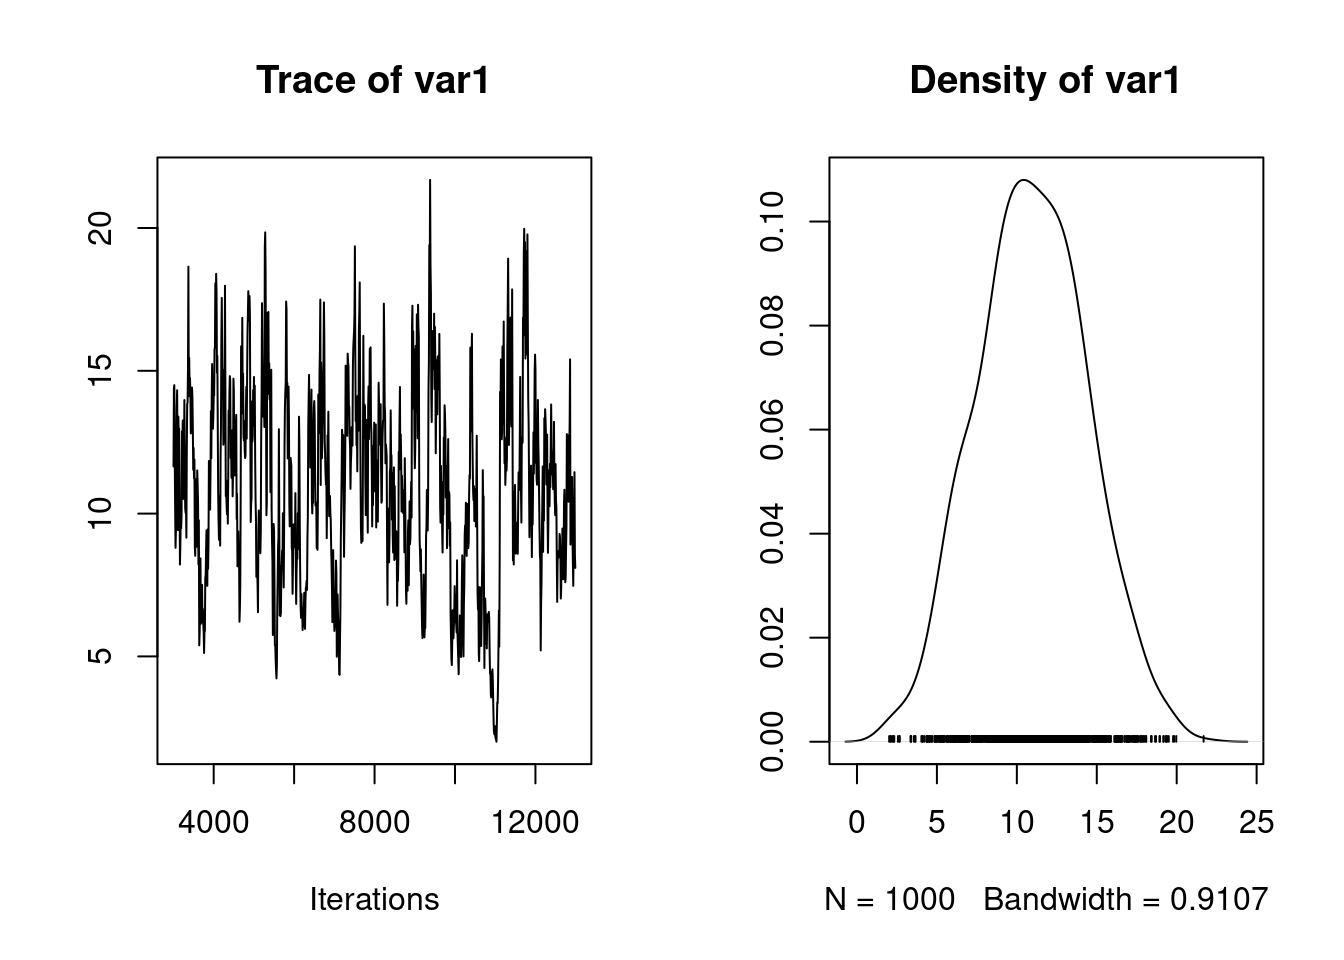 Trace of var1
20
15
10
5
4000 8000 12000
Iterations
Density of var1
0.10
0.08
0.06
0.04
0.02
0.00
0 5 10 15 20 25
N = 1000 Bandwidth = 0.9107